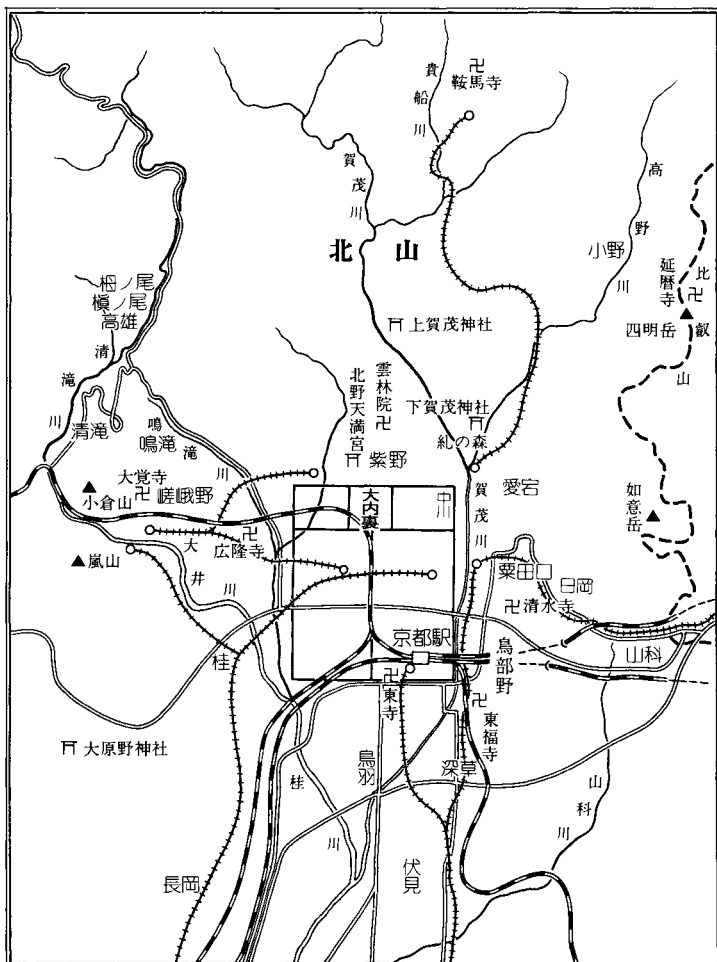 貴船川
鞍馬寺
賀茂川
高野川
北山
小野
比叡山
延暦寺
四明岳
栂ノ尾
槇ノ尾
高雄
清滝川
清滝
鳴滝川
鳴滝
上賀茂神社
雲林院
北野天満宮
紫野
下賀茂神社
糺の森
大覚寺
嵯峨野
小倉山
嵐山
大井川
広隆寺
大内裏
中川
賀茂川
愛宕
如意岳
粟田口
日岡
清水寺
山科
京都駅
鳥部野
桂
東寺
東福寺
大原野神社
鳥羽
深草
桂川
山科川
長岡
伏見